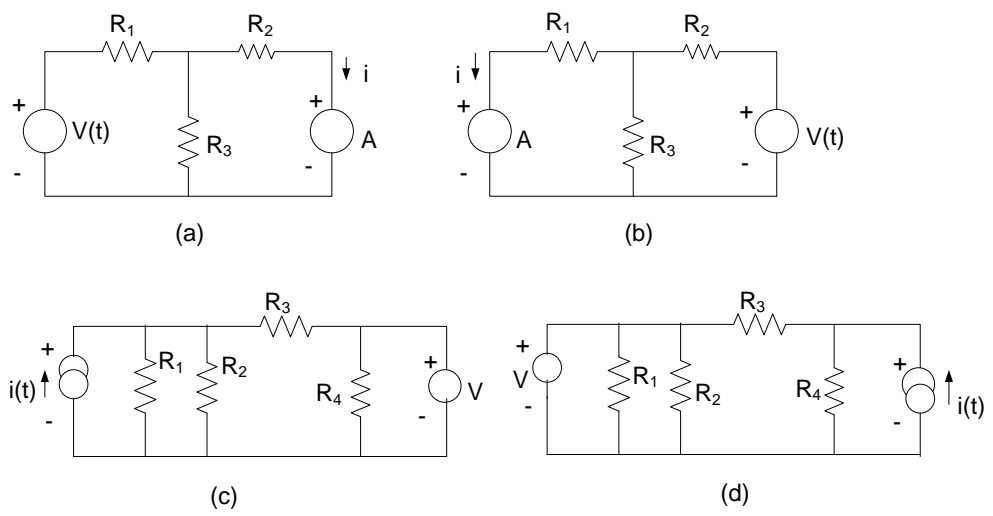 R1
R2
R1
R2
i
i
+
+
+
+
V(t)
R3
A
A
R3
V(t)
-
-
-
-
(a)
(b)
R3
R3
+
+
+
+
R1
R2
R1
R2
i(t)
R4
V
V
R4
i(t)
-
-
-
-
(c)
(d)